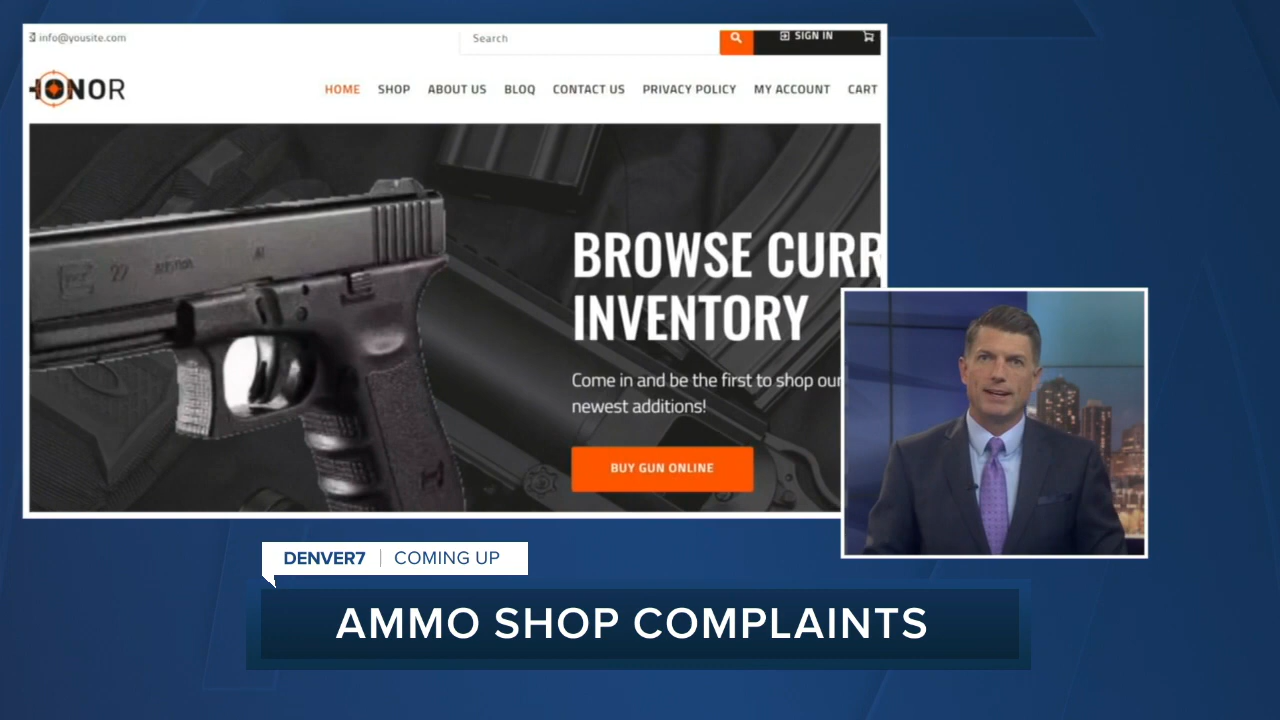 info@yousite.com
Search
SIGN IN
HONOR
HOME SHOP ABOUT US BLOQ CONTACT US PRIVACY POLICY MY ACCOUNT CART
27
BROWSE CURR
INVENTORY
Come in and be the first to shop our
newest additions!
BUY GUN ONLINE
DENVER7 | COMING UP
AMMO SHOP COMPLAINTS